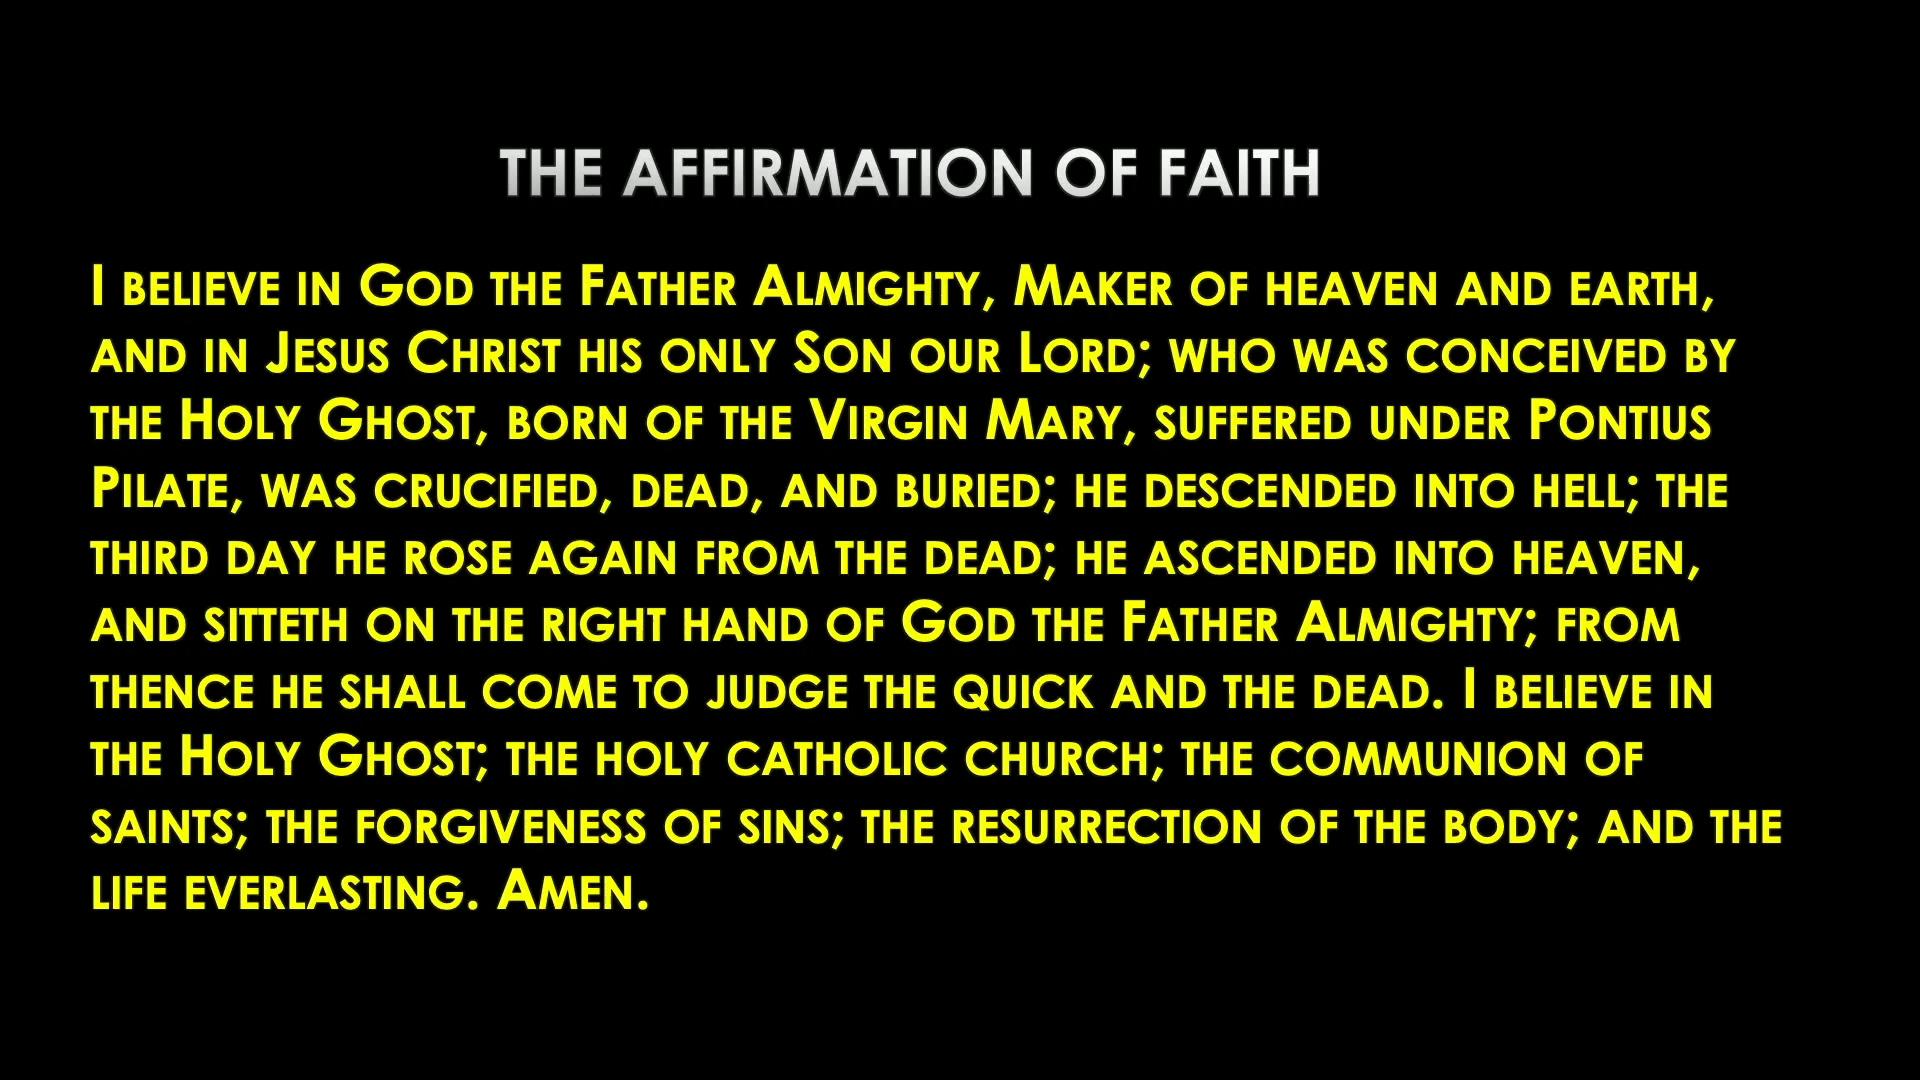 THE AFFIRMATION OF FAITH
I believe in God the Father Almighty, Maker of heaven and earth,
and in Jesus Christ his only Son our Lord; who was conceived by
the Holy Ghost, born of the Virgin Mary, suffered under Pontius
Pilate, was crucified, dead, and buried; he descended into hell; the
third day he rose again from the dead; he ascended into heaven,
and sitteth on the right hand of God the Father Almighty; from
thence he shall come to judge the quick and the dead. I believe in
the Holy Ghost; the holy catholic church; the communion of
saints; the forgiveness of sins; the resurrection of the body; and the
life everlasting. Amen.